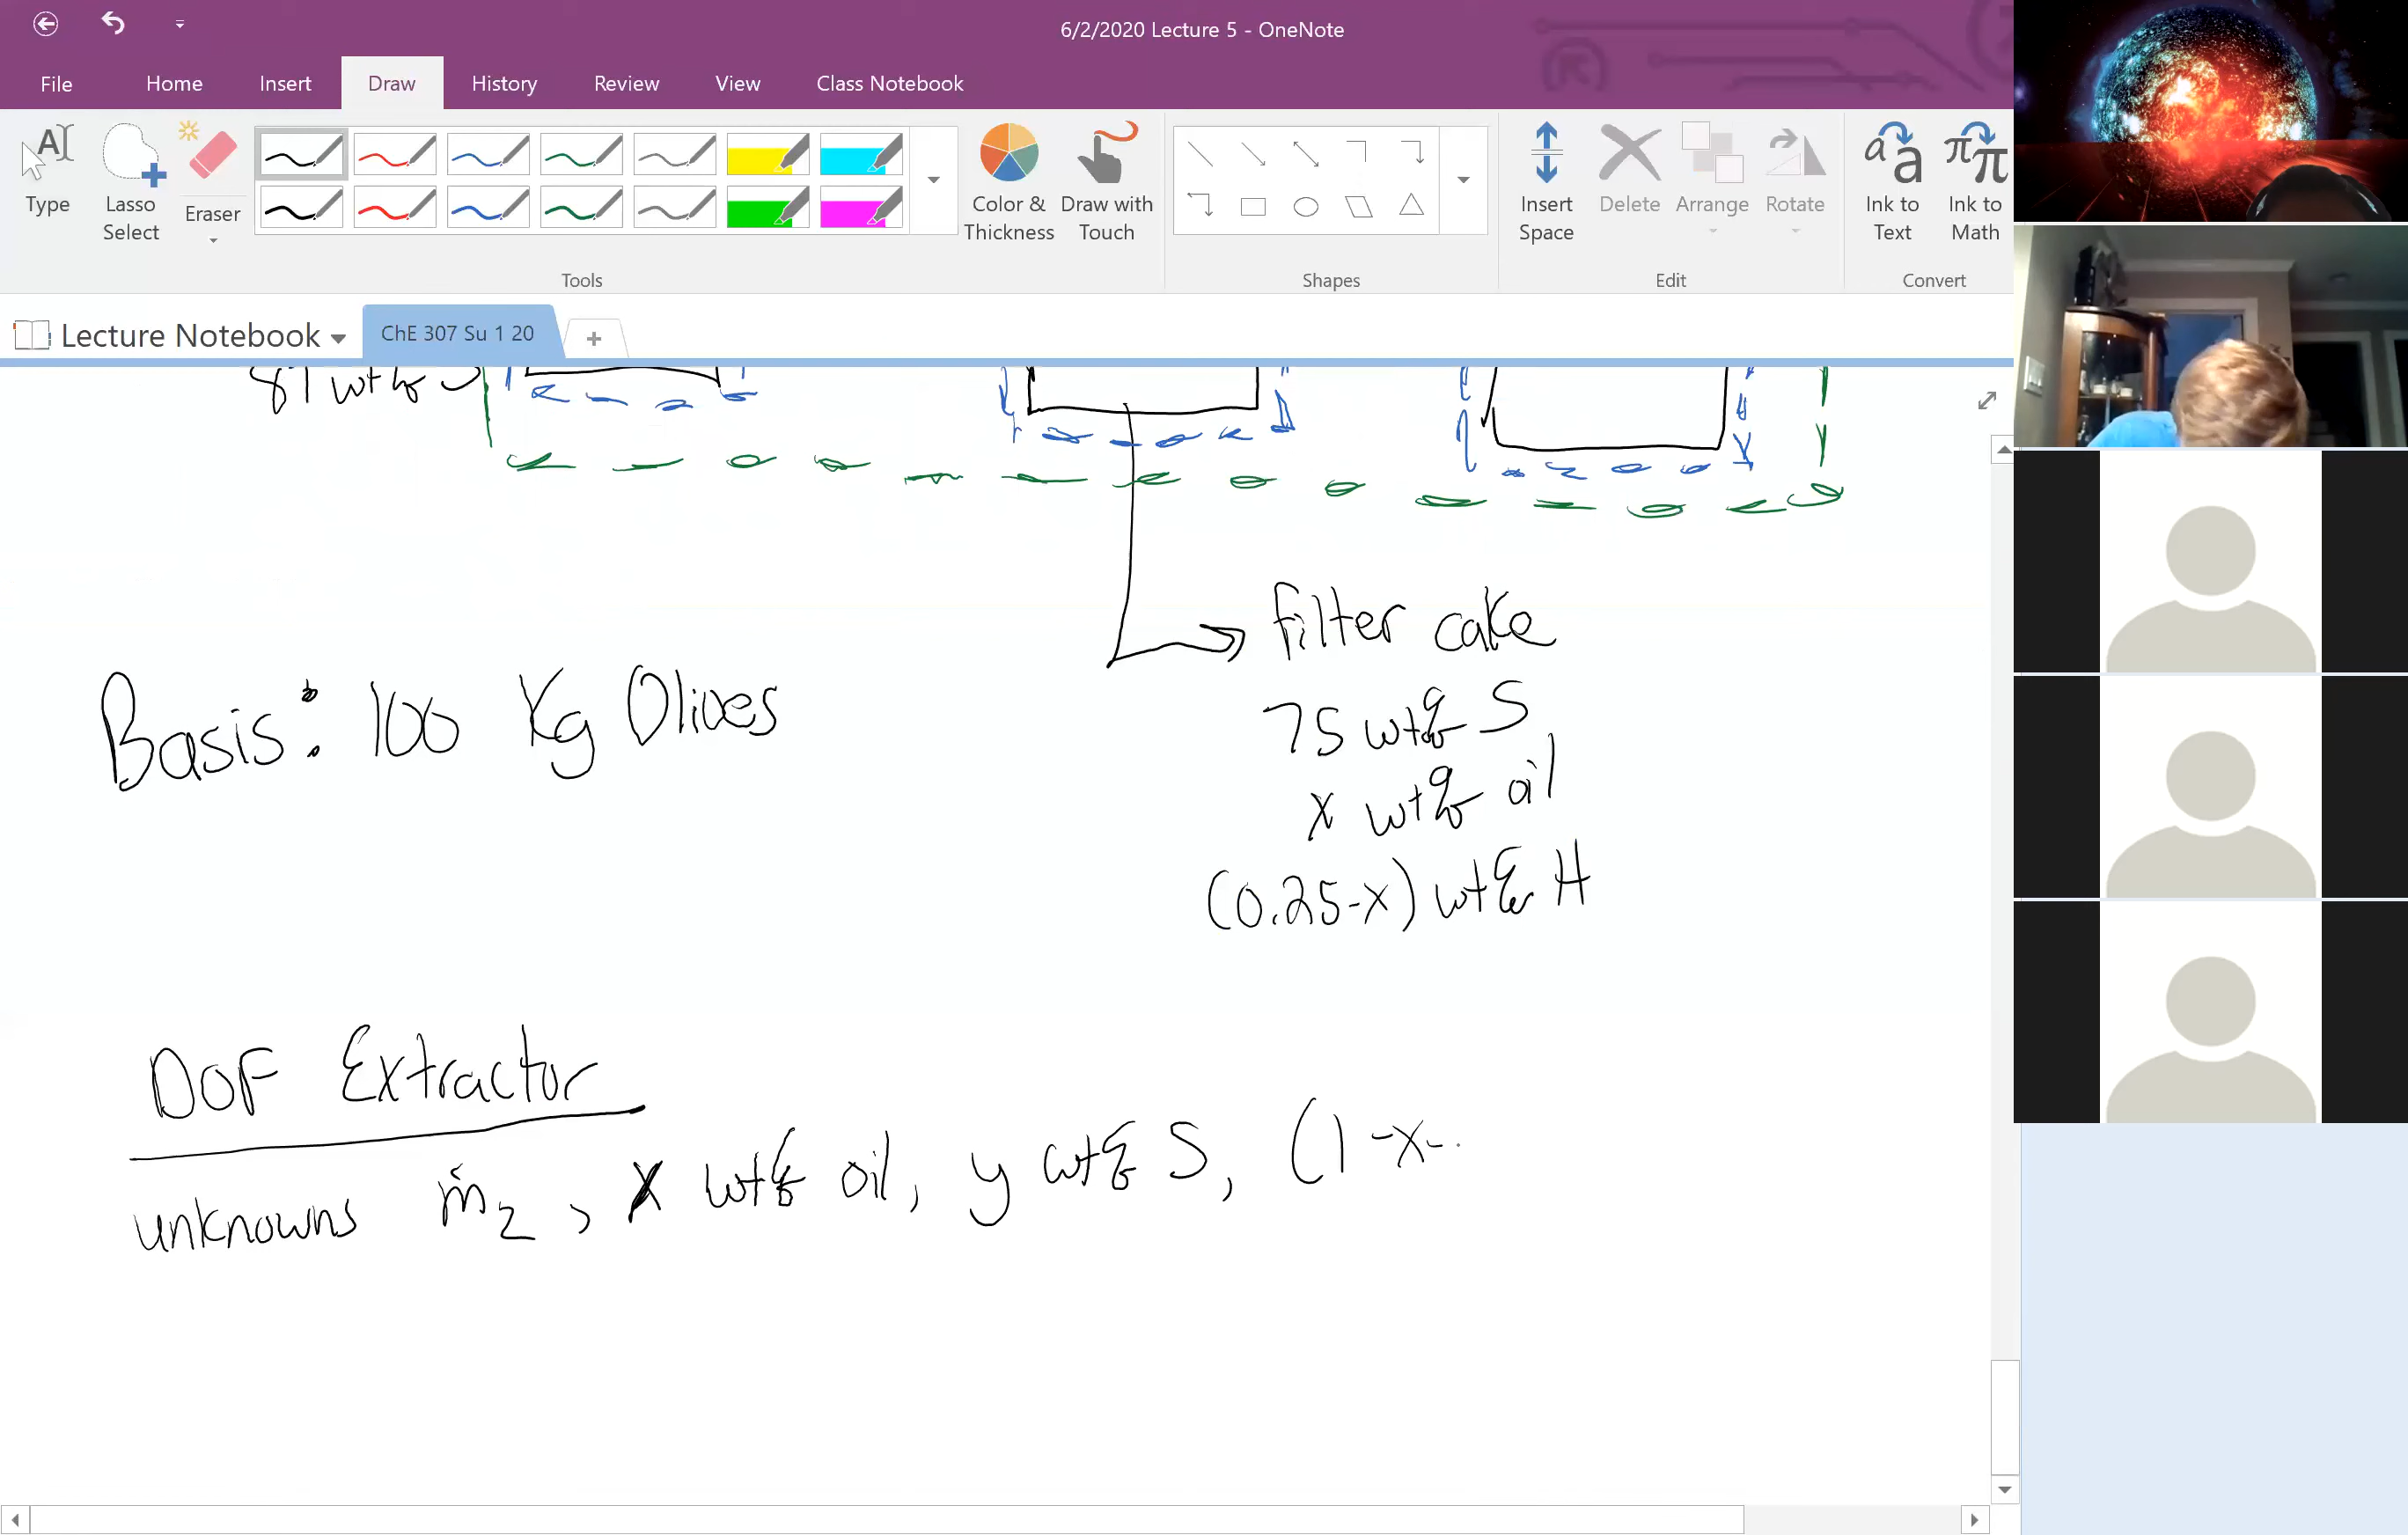 6/2/2020 Lecture 5 - OneNote
File Home Insert Draw History Review View Class Notebook
Type
Lasso Select
Eraser
Color & Thickness
Draw with Touch
Insert Space
Delete
Arrange
Rotate
Ink to Text
Ink to Math
Tools
Shapes
Edit
Convert
Lecture Notebook
ChE 307 Su 1 20
87 wt%
filter cake
Basis: 100 Kg Olives
75 wt% S
x wt% oil
(0.25-x) wt% H
DOF Extractor
unknowns ṁ2, x wt% oil, y wt% S, (1-x-